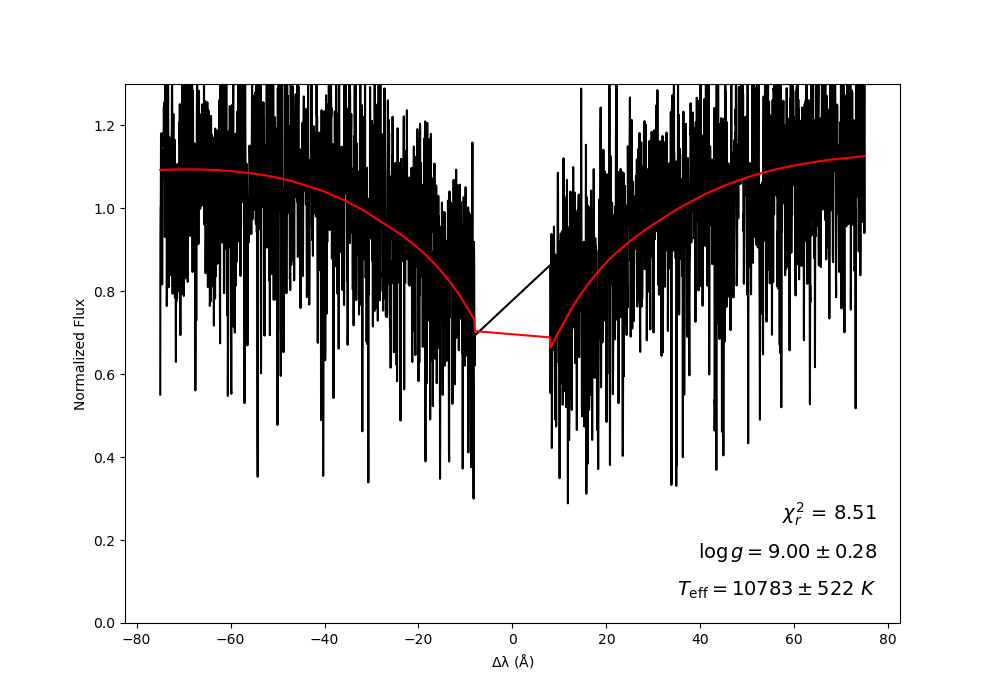 1.2
1.0
0.8
0.6
0.4
0.2
0.0
Normalized Flux
χ²ᵣ = 8.51
log g = 9.00 ± 0.28
T_eff = 10783 ± 522 K
−80 −60 −40 −20 0 20 40 60 80
Δλ (Å)